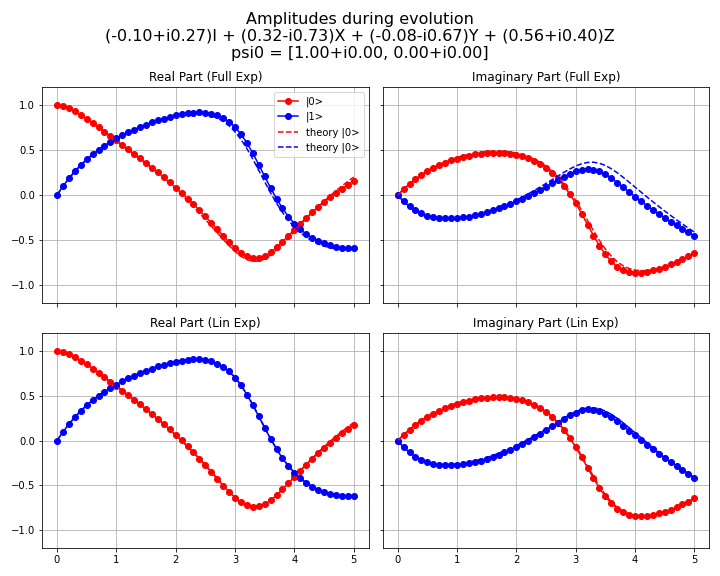 Amplitudes during evolution
(-0.10+i0.27)I + (0.32-i0.73)X + (-0.08-i0.67)Y + (0.56+i0.40)Z
psi0 = [1.00+i0.00, 0.00+i0.00]
Real Part (Full Exp)
Imaginary Part (Full Exp)
1.0
0.5
0.0
−0.5
−1.0
|0>
|1>
theory |0>
theory |0>
Real Part (Lin Exp)
Imaginary Part (Lin Exp)
1.0
0.5
0.0
−0.5
−1.0
0 1 2 3 4 5
0 1 2 3 4 5